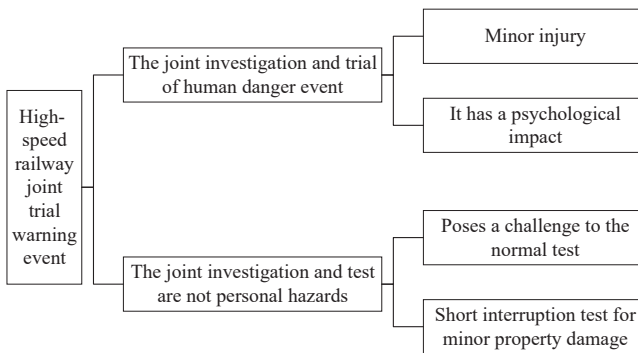 High-
speed
railway
joint
trial
warning
event
The joint investigation and trial
of human danger event
Minor injury
It has a psychological
impact
The joint investigation and test
are not personal hazards
Poses a challenge to the
normal test
Short interruption test for
minor property damage